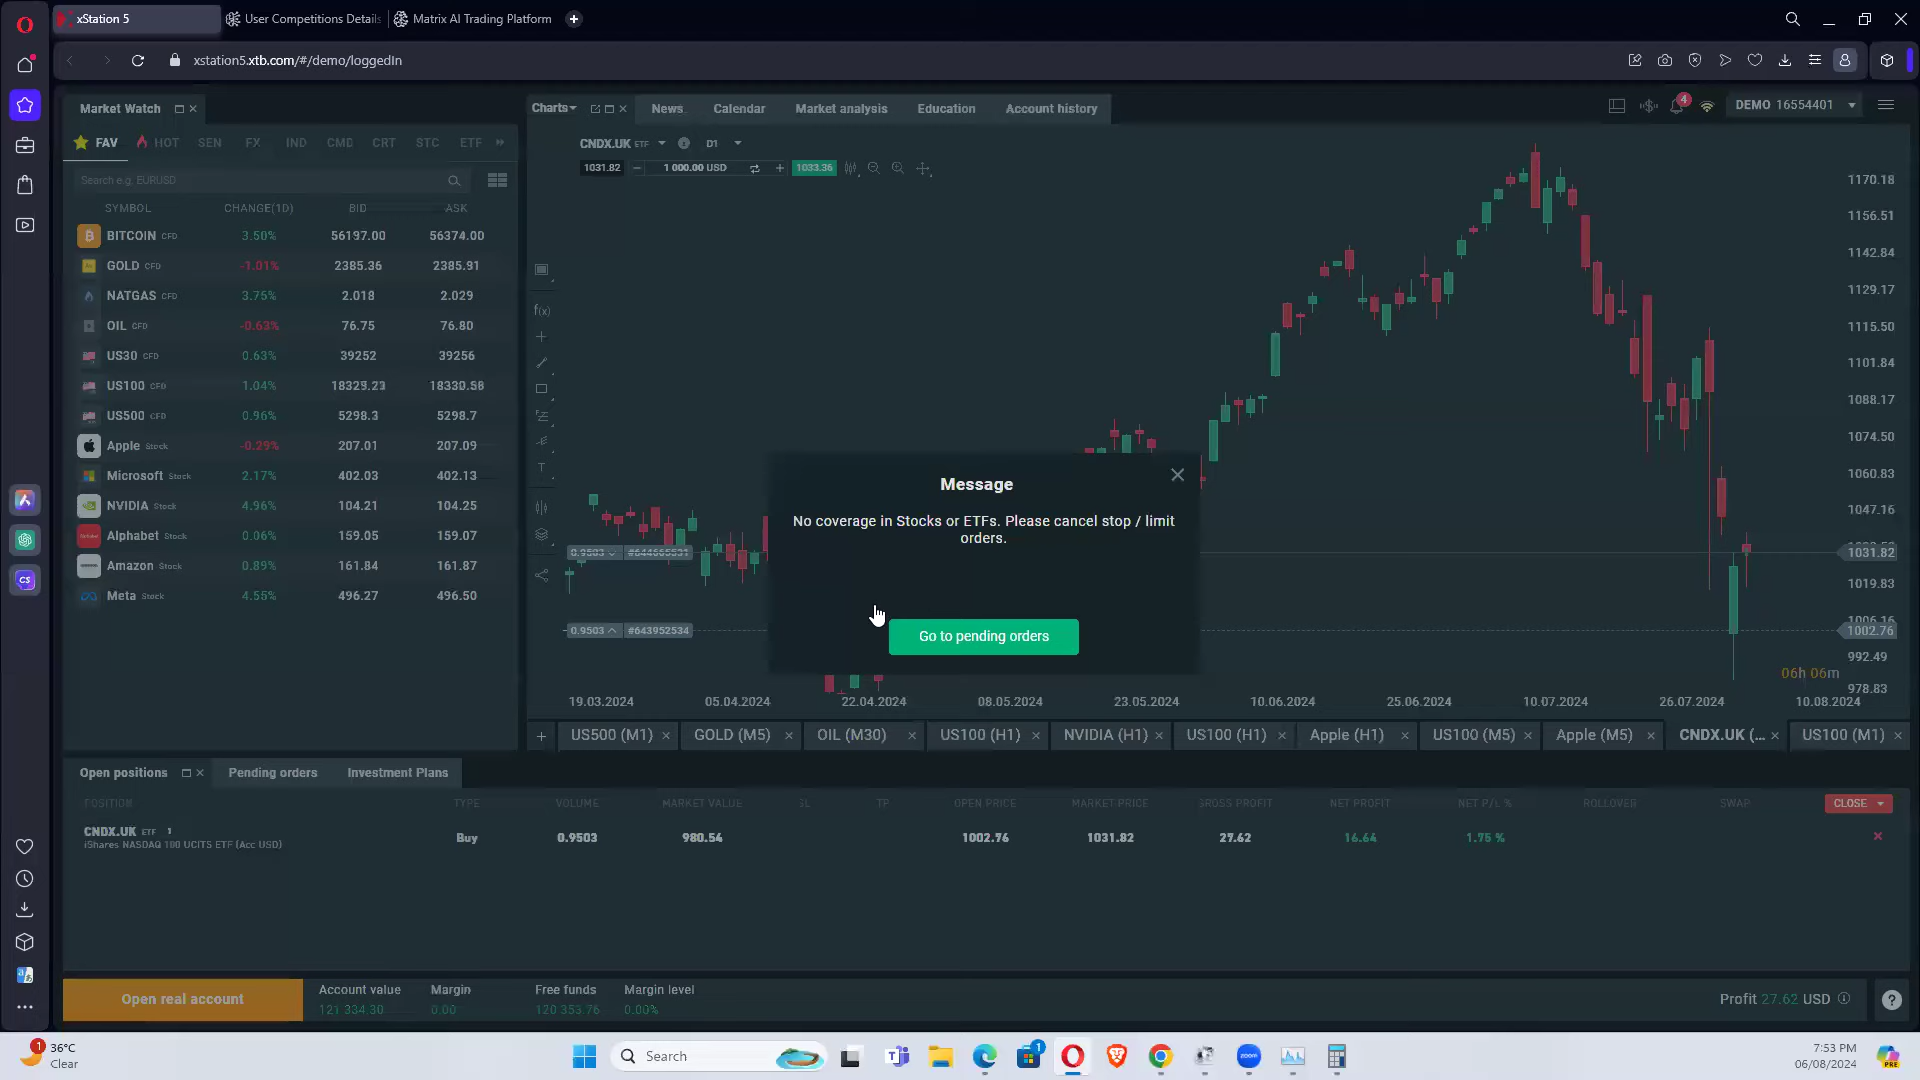 xStation 5
User Competitions Details
Matrix AI Trading Platform
xstation5.xtb.com/#/demo/loggedIn
Market Watch
Charts
News
Calendar
Market analysis
Education
Account history
4
DEMO 16554401
FAV
HOT
SEN
FX
IND
CMD
CRT
STC
ETF
»
CNDX.UK ETF
D1
1031.82
1 000.00 USD
1033.36
Search e.g. EURUSD
SYMBOL
CHANGE(1D)
BID
ASK
BITCOIN CFD 3.50% 56197.00 56374.00
GOLD CFD -1.01% 2385.36 2385.91
NATGAS CFD 3.75% 2.018 2.029
OIL CFD -0.63% 76.75 76.80
US30 CFD 0.63% 39252 39256
US100 CFD 1.04% 18329.23 18330.58
US500 CFD 0.96% 5298.3 5298.7
Apple Stock -0.29% 207.01 207.09
Microsoft Stock 2.17% 402.03 402.13
NVIDIA Stock 4.96% 104.21 104.25
Alphabet Stock 0.06% 159.05 159.07
Amazon Stock 0.89% 161.84 161.87
Meta Stock 4.55% 496.27 496.50
1170.18
1156.51
1142.84
1129.17
1115.50
1101.84
1088.17
1074.50
1060.83
1047.16
1031.82
1019.83
1006.16
1002.76
992.49
978.83
f(x)
T
0.9503 #644665531
0.9503 #643952534
Message
No coverage in Stocks or ETFs. Please cancel stop / limit
orders.
Go to pending orders
06h 06m
19.03.2024
05.04.2024
22.04.2024
08.05.2024
23.05.2024
10.06.2024
25.06.2024
10.07.2024
26.07.2024
10.08.2024
US500 (M1)
GOLD (M5)
OIL (M30)
US100 (H1)
NVIDIA (H1)
US100 (H1)
Apple (H1)
US100 (M5)
Apple (M5)
CNDX.UK (...
US100 (M1)
Open positions
Pending orders
Investment Plans
POSITION
TYPE
VOLUME
MARKET VALUE
SL
TP
OPEN PRICE
MARKET PRICE
GROSS PROFIT
NET PROFIT
NET P/L %
ROLLOVER
SWAP
CLOSE
CNDX.UK ETF 1
iShares NASDAQ 100 UCITS ETF (Acc USD)
Buy
0.9503
980.54
1002.76
1031.82
27.62
16.64
1.75 %
Open real account
Account value
121 334.30
Margin
0.00
Free funds
120 353.76
Margin level
0.00%
Profit 27.62 USD
?
CS
1
36°C
Clear
Search
1
zoom
7:53 PM
06/08/2024
PRE